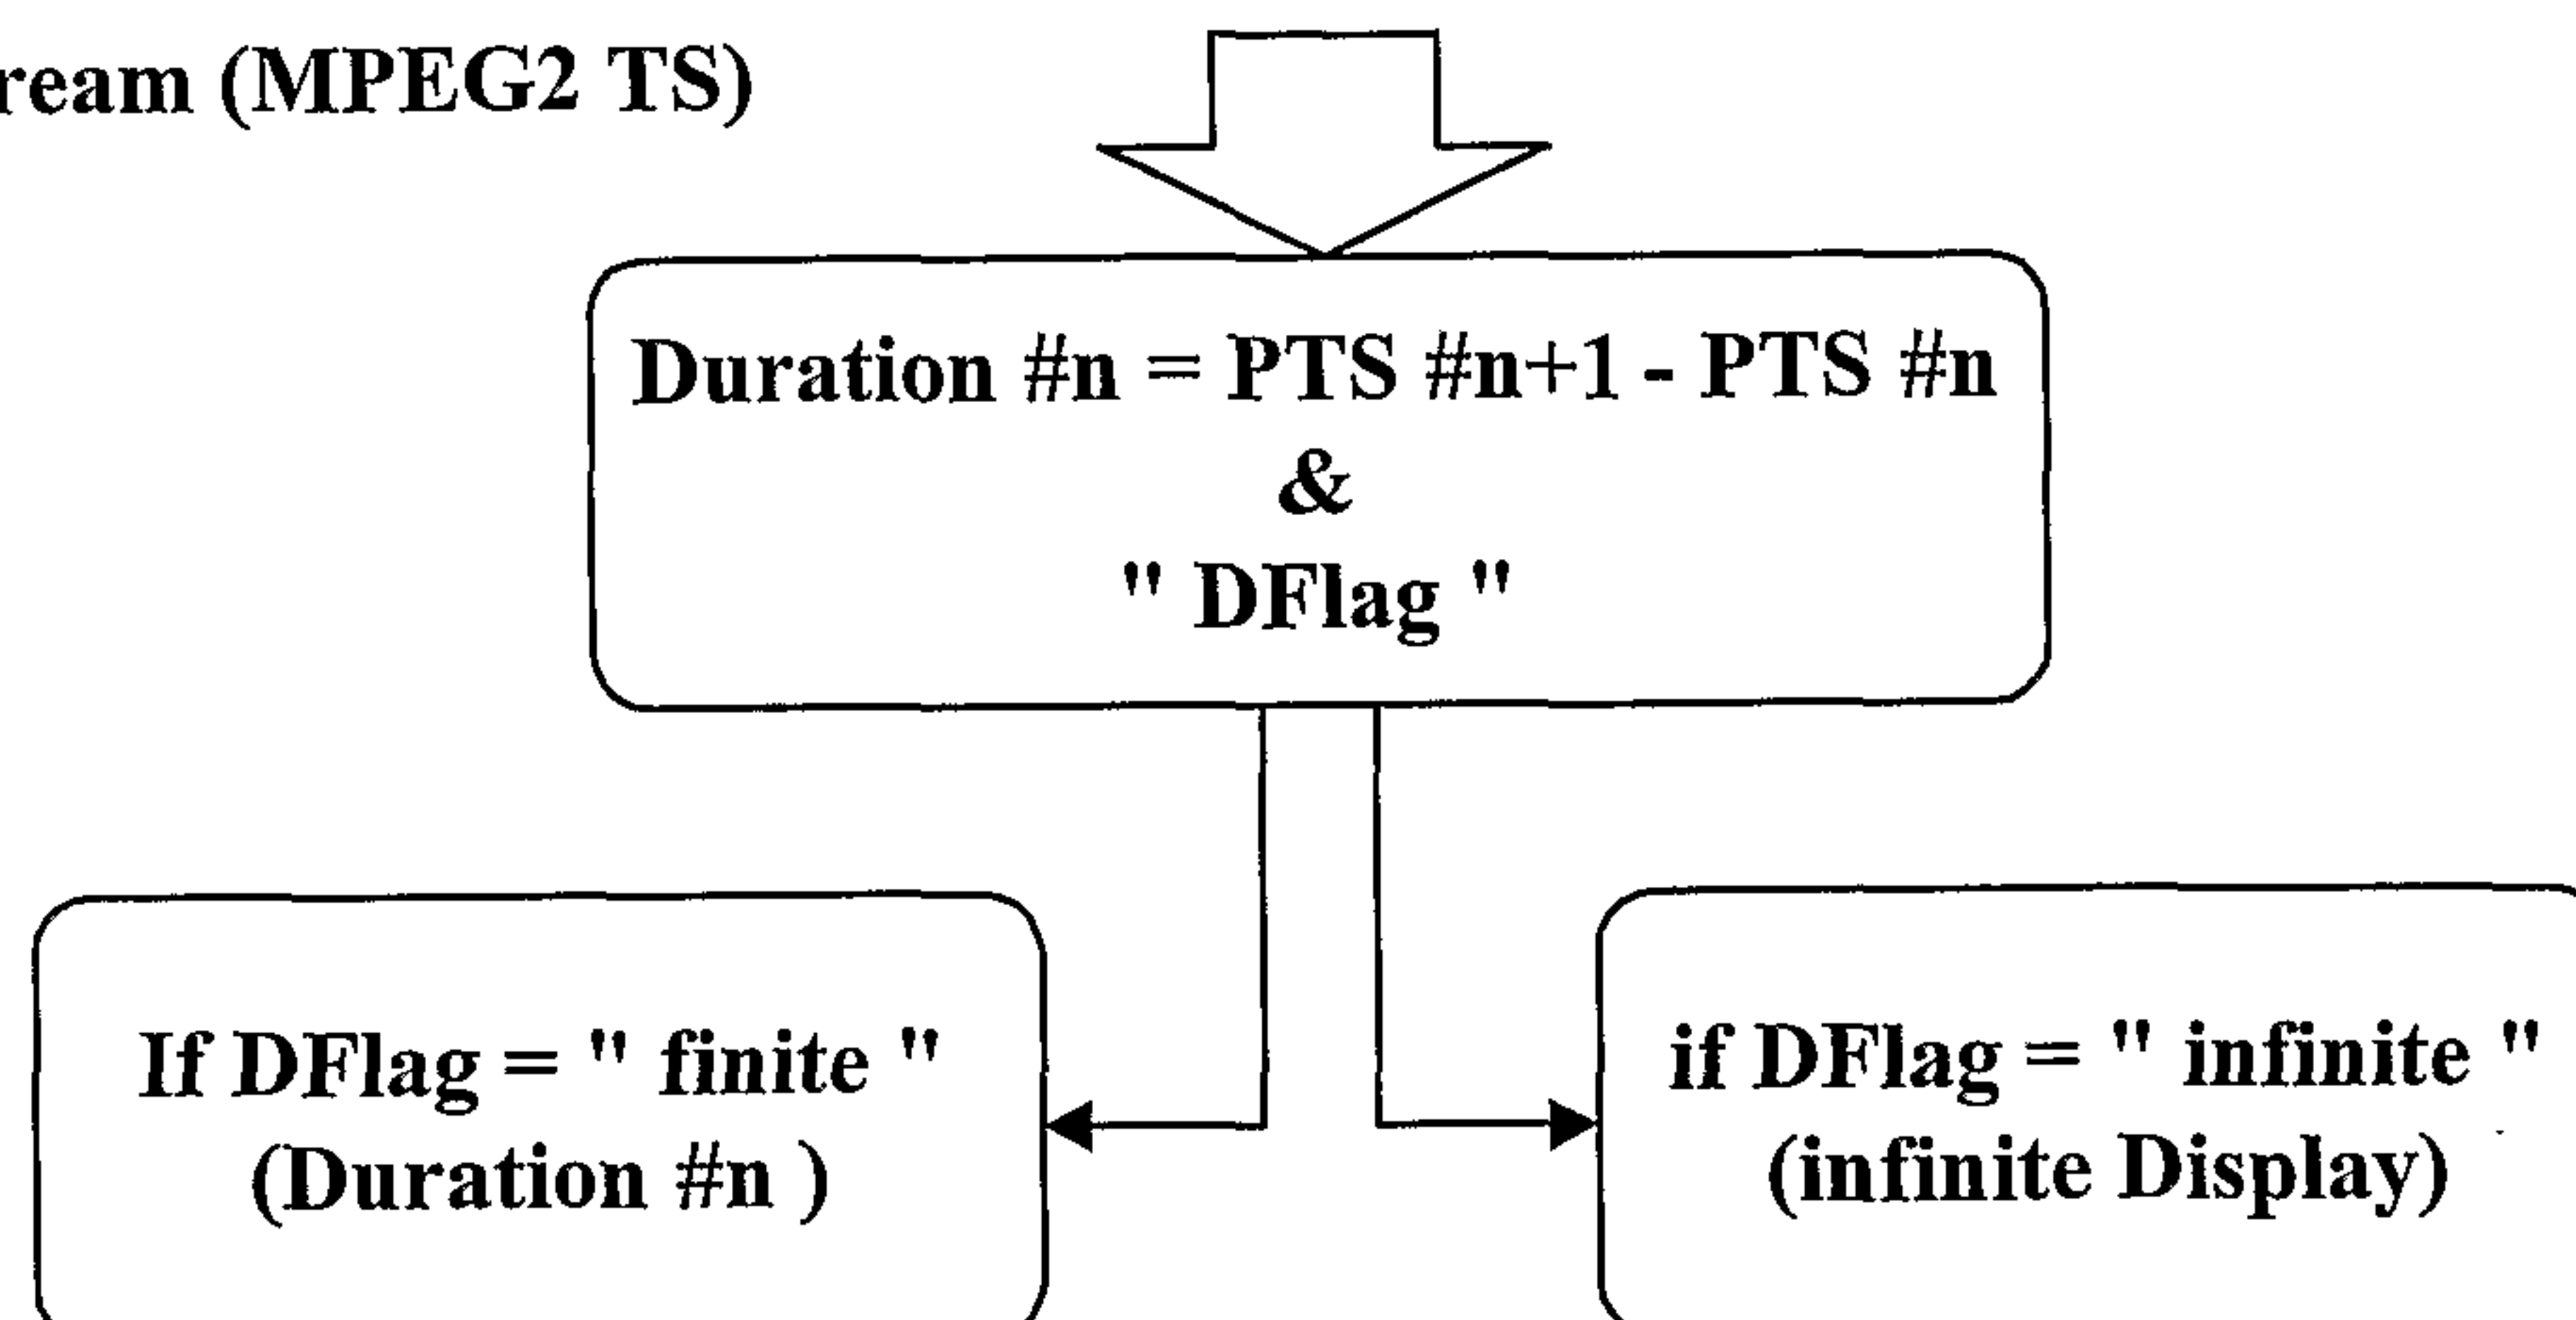 ream (MPEG2 TS)
Duration #n = PTS #n+1 - PTS #n
&
" DFlag "
If DFlag = " finite "
(Duration #n )
if DFlag = " infinite "
(infinite Display)